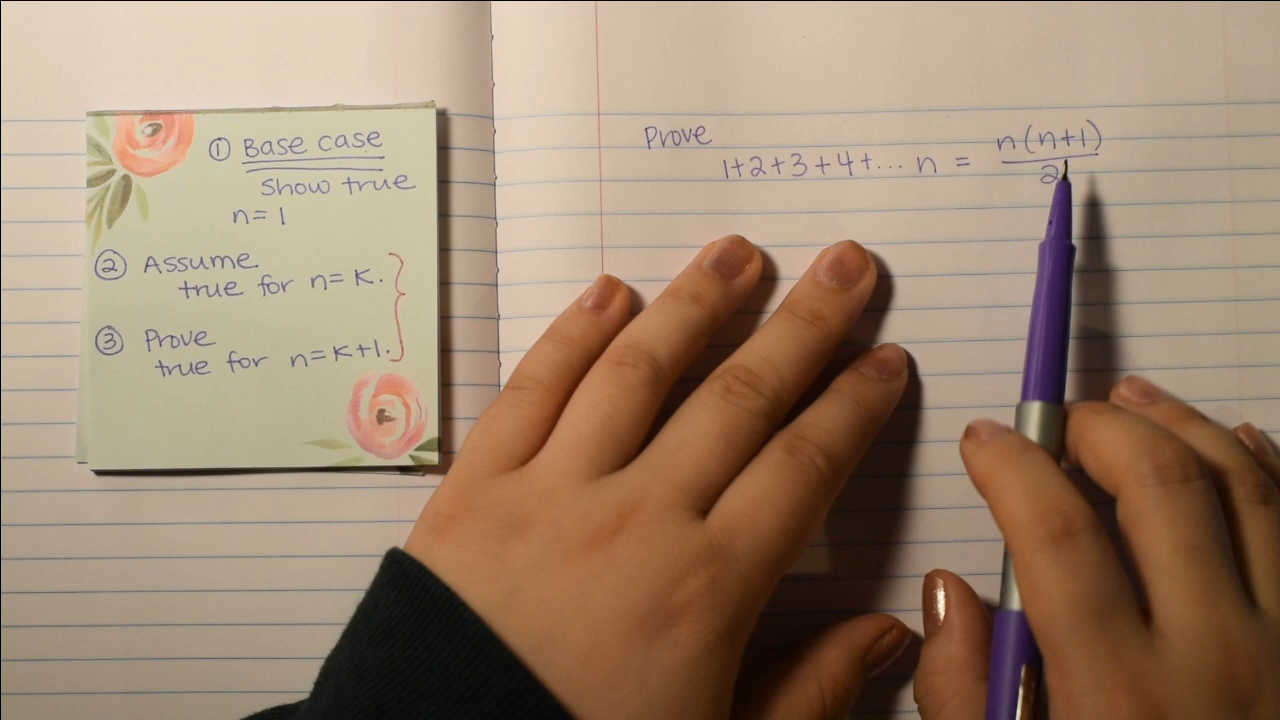 ① Base case
Show true
n=1
② Assume
true for n=k.
③ Prove
true for n=k+1.
Prove
1+2+3+4+... n = n(n+1)/2